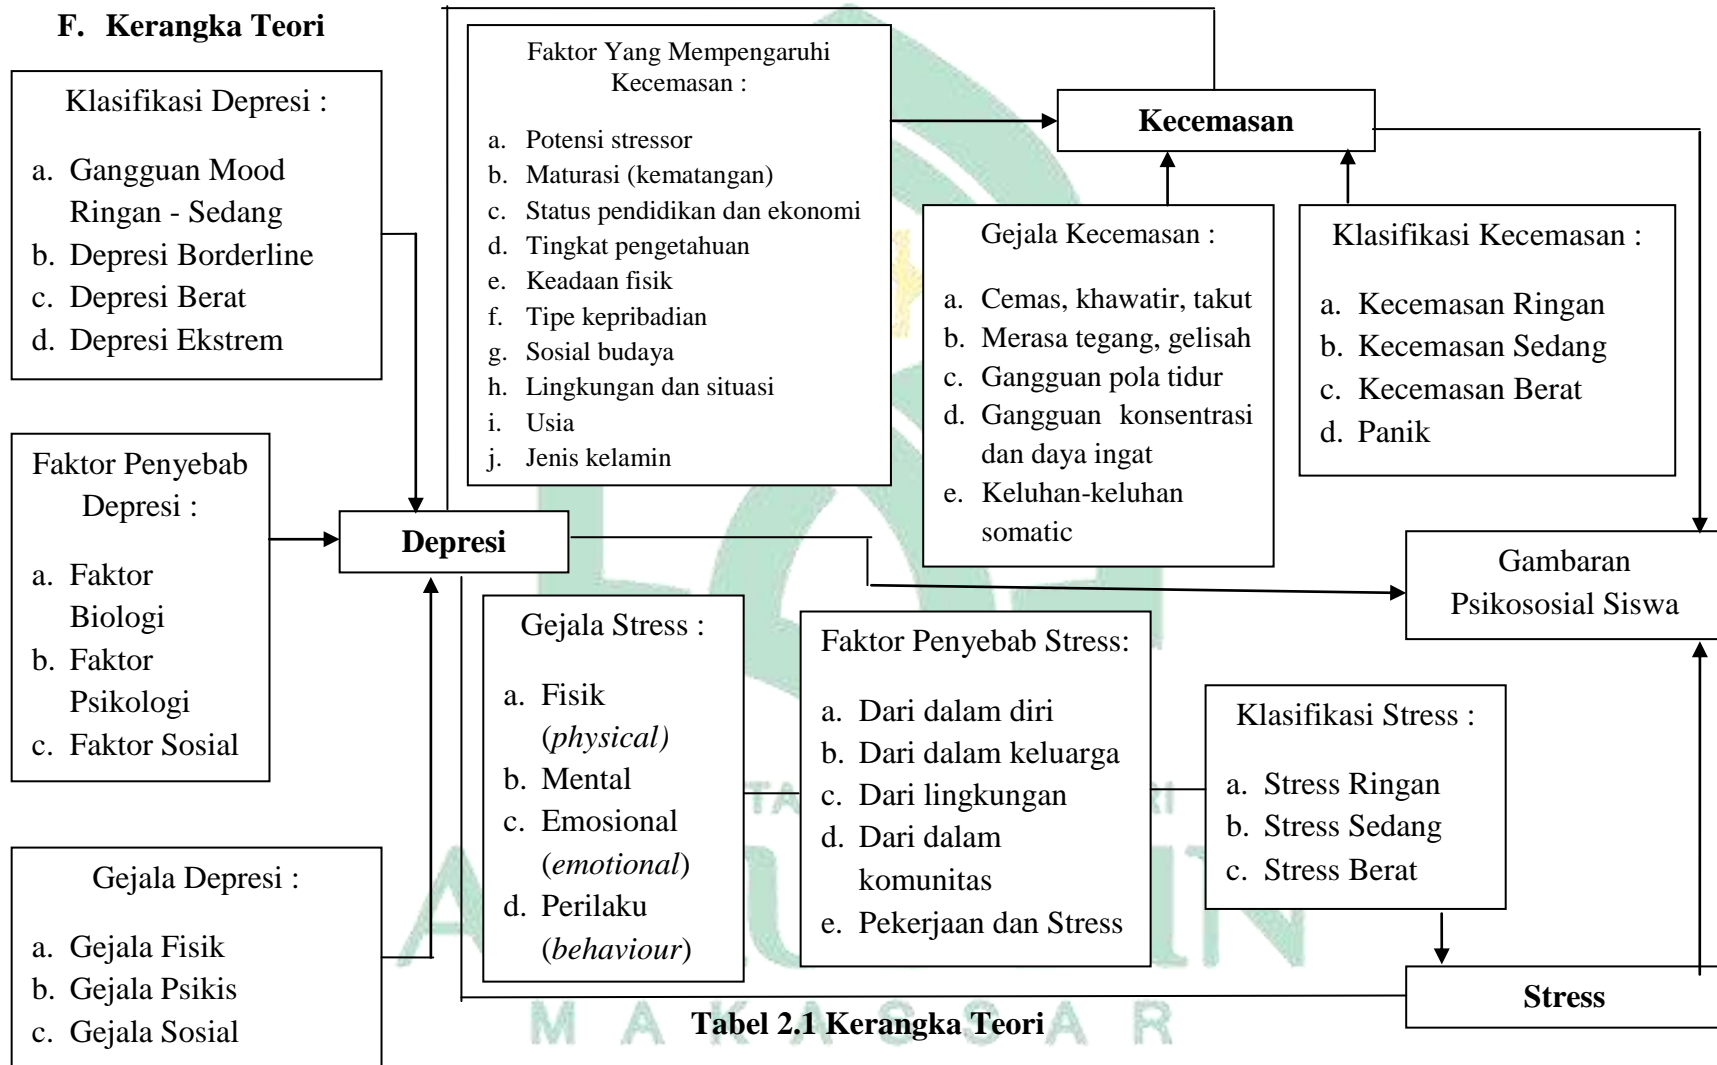 F. Kerangka Teori
Klasifikasi Depresi :
a. Gangguan Mood
Ringan - Sedang
b. Depresi Borderline
c. Depresi Berat
d. Depresi Ekstrem
Faktor Penyebab
Depresi :
a. Faktor
Biologi
b. Faktor
Psikologi
c. Faktor Sosial
Gejala Depresi :
a. Gejala Fisik
b. Gejala Psikis
c. Gejala Sosial
Depresi
Faktor Yang Mempengaruhi
Kecemasan :
a. Potensi stressor
b. Maturasi (kematangan)
c. Status pendidikan dan ekonomi
d. Tingkat pengetahuan
e. Keadaan fisik
f. Tipe kepribadian
g. Sosial budaya
h. Lingkungan dan situasi
i. Usia
j. Jenis kelamin
Kecemasan
Gejala Kecemasan :
a. Cemas, khawatir, takut
b. Merasa tegang, gelisah
c. Gangguan pola tidur
d. Gangguan konsentrasi
dan daya ingat
e. Keluhan-keluhan
somatic
Klasifikasi Kecemasan :
a. Kecemasan Ringan
b. Kecemasan Sedang
c. Kecemasan Berat
d. Panik
Gambaran
Psikososial Siswa
Gejala Stress :
a. Fisik
(physical)
b. Mental
c. Emosional
(emotional)
d. Perilaku
(behaviour)
Faktor Penyebab Stress:
a. Dari dalam diri
b. Dari dalam keluarga
c. Dari lingkungan
d. Dari dalam
komunitas
e. Pekerjaan dan Stress
Klasifikasi Stress :
a. Stress Ringan
b. Stress Sedang
c. Stress Berat
Stress
Tabel 2.1 Kerangka Teori
MAKASSAR